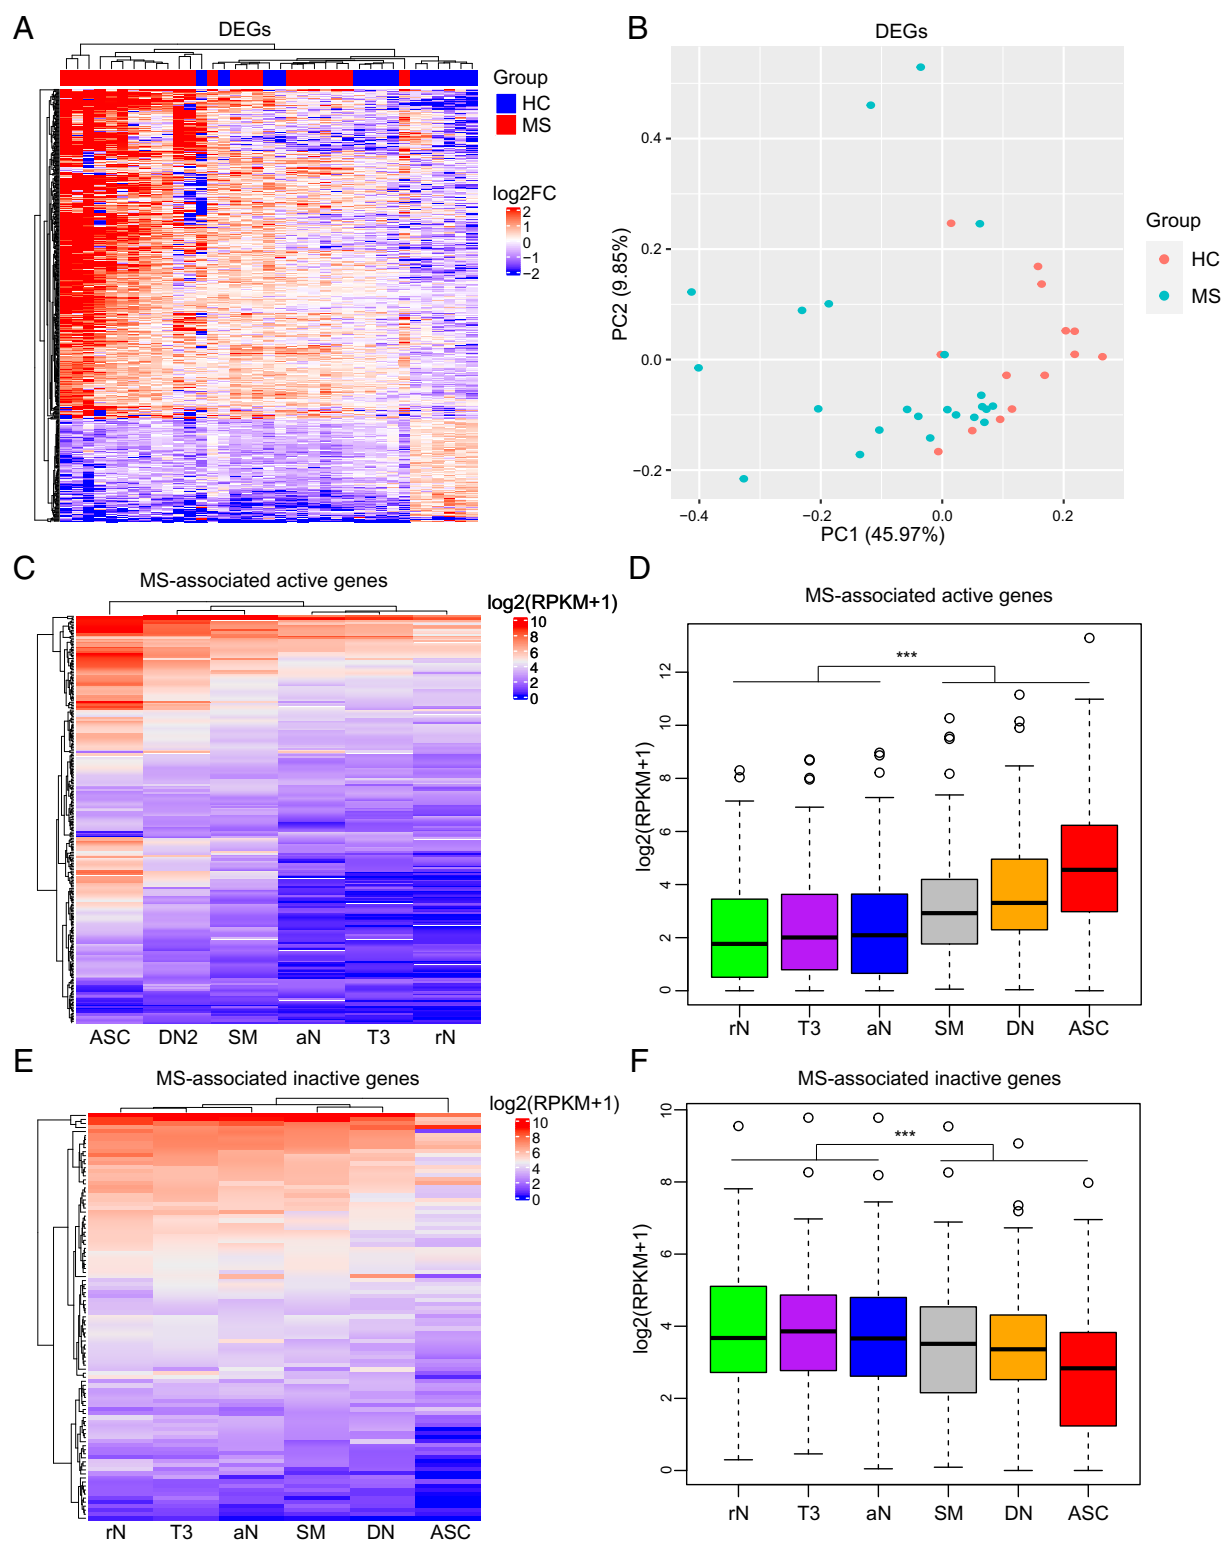 A
DEGs
Group
HC
MS
log2FC
2
1
0
−1
−2
B
DEGs
PC2 (9.85%)
0.4
0.2
0.0
−0.2
−0.4
−0.2
0.0
0.2
PC1 (45.97%)
Group
HC
MS
C
MS-associated active genes
log2(RPKM+1)
10
8
6
4
2
0
ASC DN2 SM aN T3 rN
D
MS-associated active genes
***
log2(RPKM+1)
12
10
8
6
4
2
0
rN T3 aN SM DN ASC
E
MS-associated inactive genes
log2(RPKM+1)
10
8
6
4
2
0
rN T3 aN SM DN ASC
F
MS-associated inactive genes
***
log2(RPKM+1)
10
8
6
4
2
0
rN T3 aN SM DN ASC